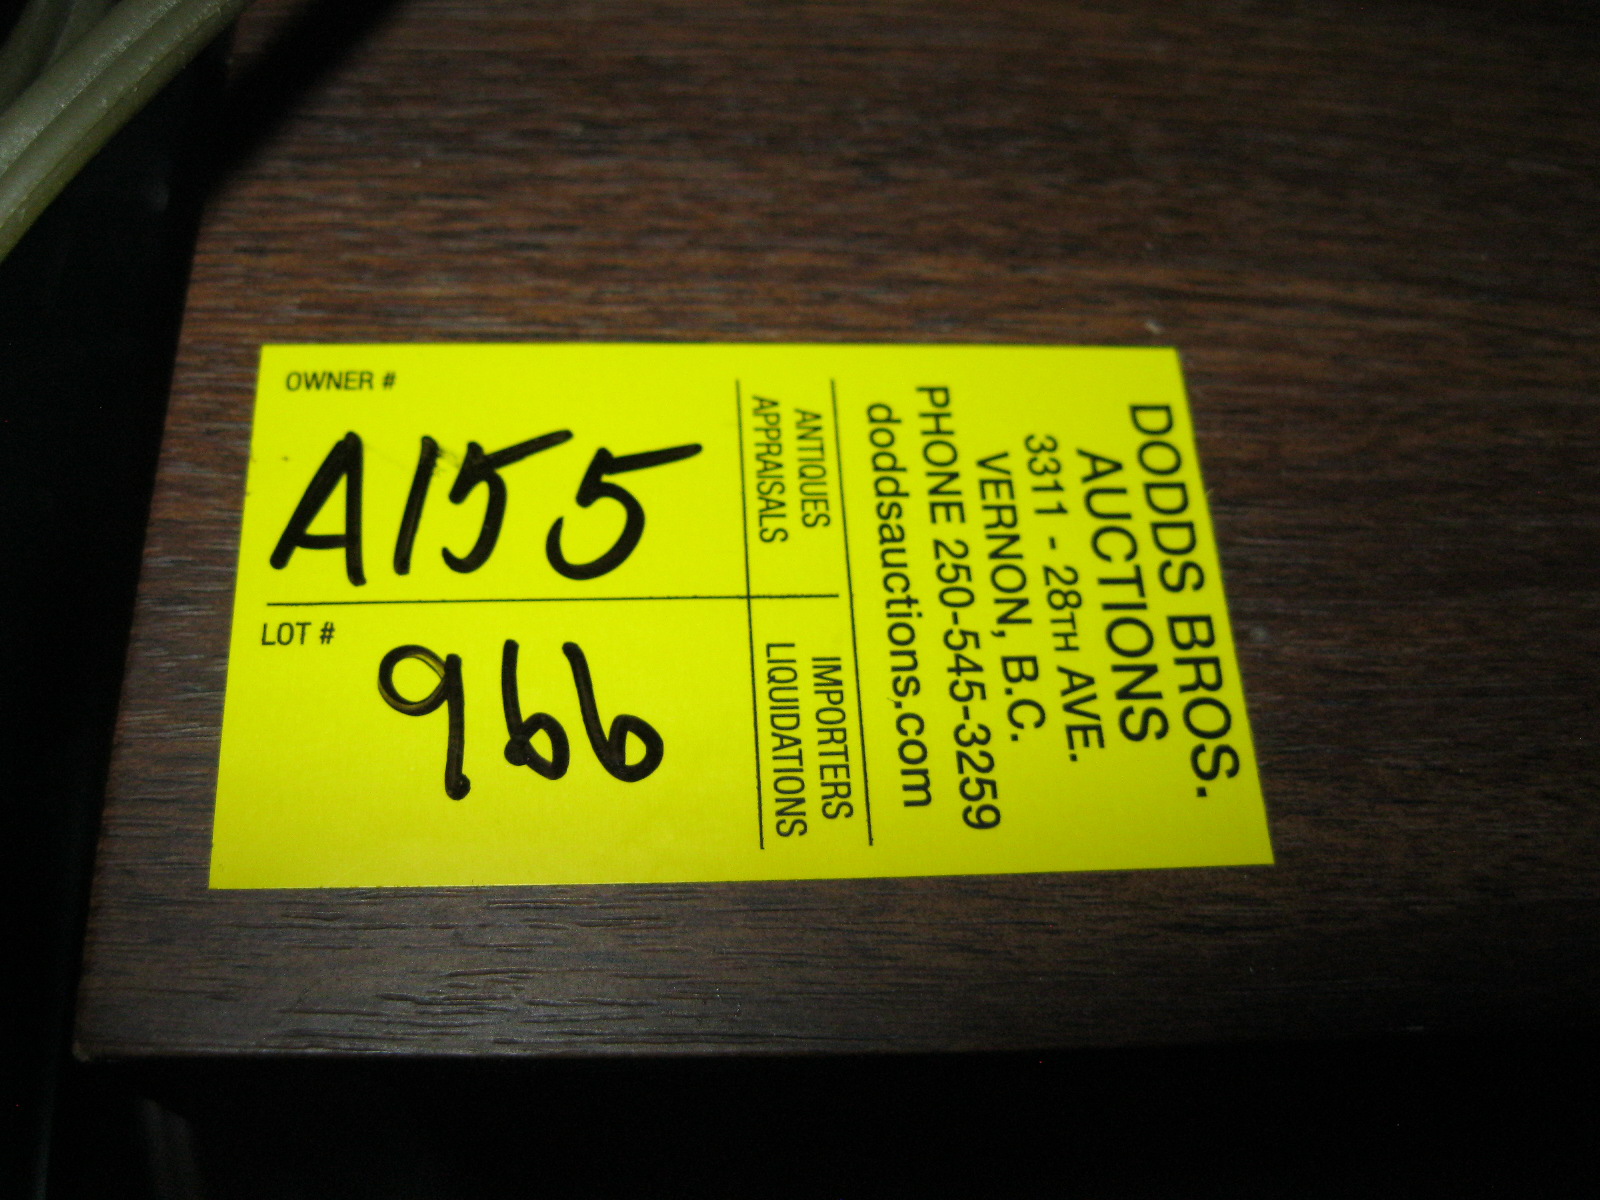 OWNER #
A155
LOT #
966
DODDS BROS.
AUCTIONS
3311 - 28TH AVE.
VERNON, B.C.
PHONE 250-545-3259
doddsauctions.com
ANTIQUES IMPORTERS
APPRAISALS LIQUIDATIONS